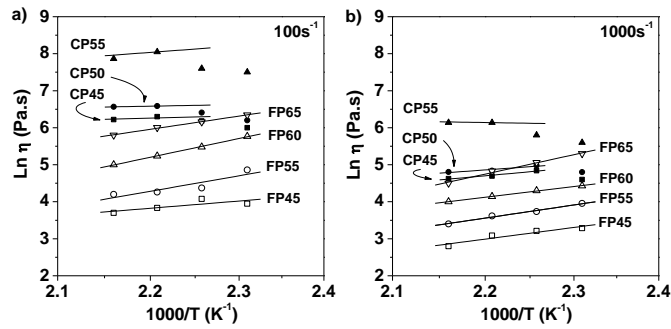 a)
100s⁻¹
9
8
7
6
5
4
3
2
Ln η (Pa.s)
CP55
CP50
CP45
FP65
FP60
FP55
FP45
2.1 2.2 2.3 2.4
1000/T (K⁻¹)
b)
1000s⁻¹
9
8
7
6
5
4
3
2
Ln η (Pa.s)
CP55
CP50
CP45
FP65
FP60
FP55
FP45
2.1 2.2 2.3 2.4
1000/T (K⁻¹)